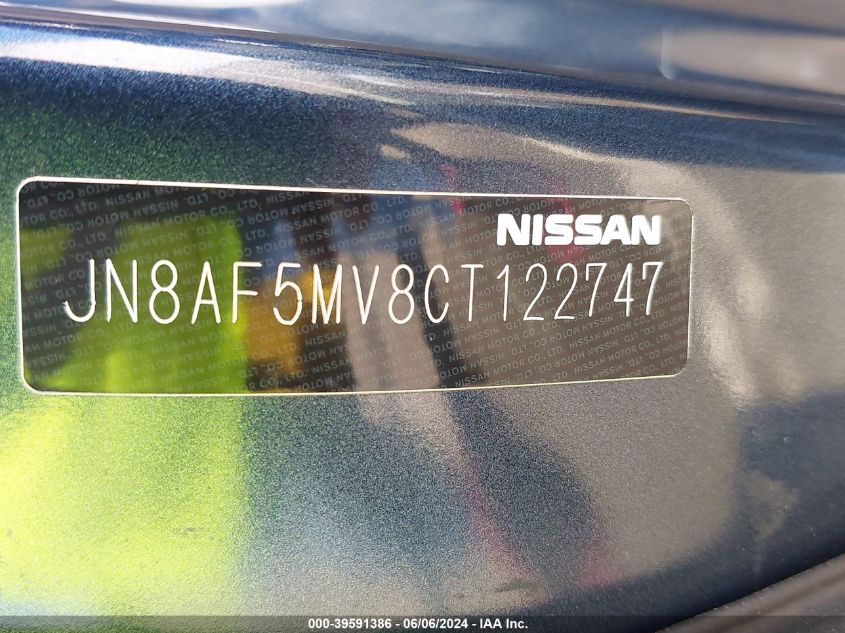 NISSAN
JN8AF5MV8CT122747
000-39591386 - 06/06/2024 - IAA Inc.